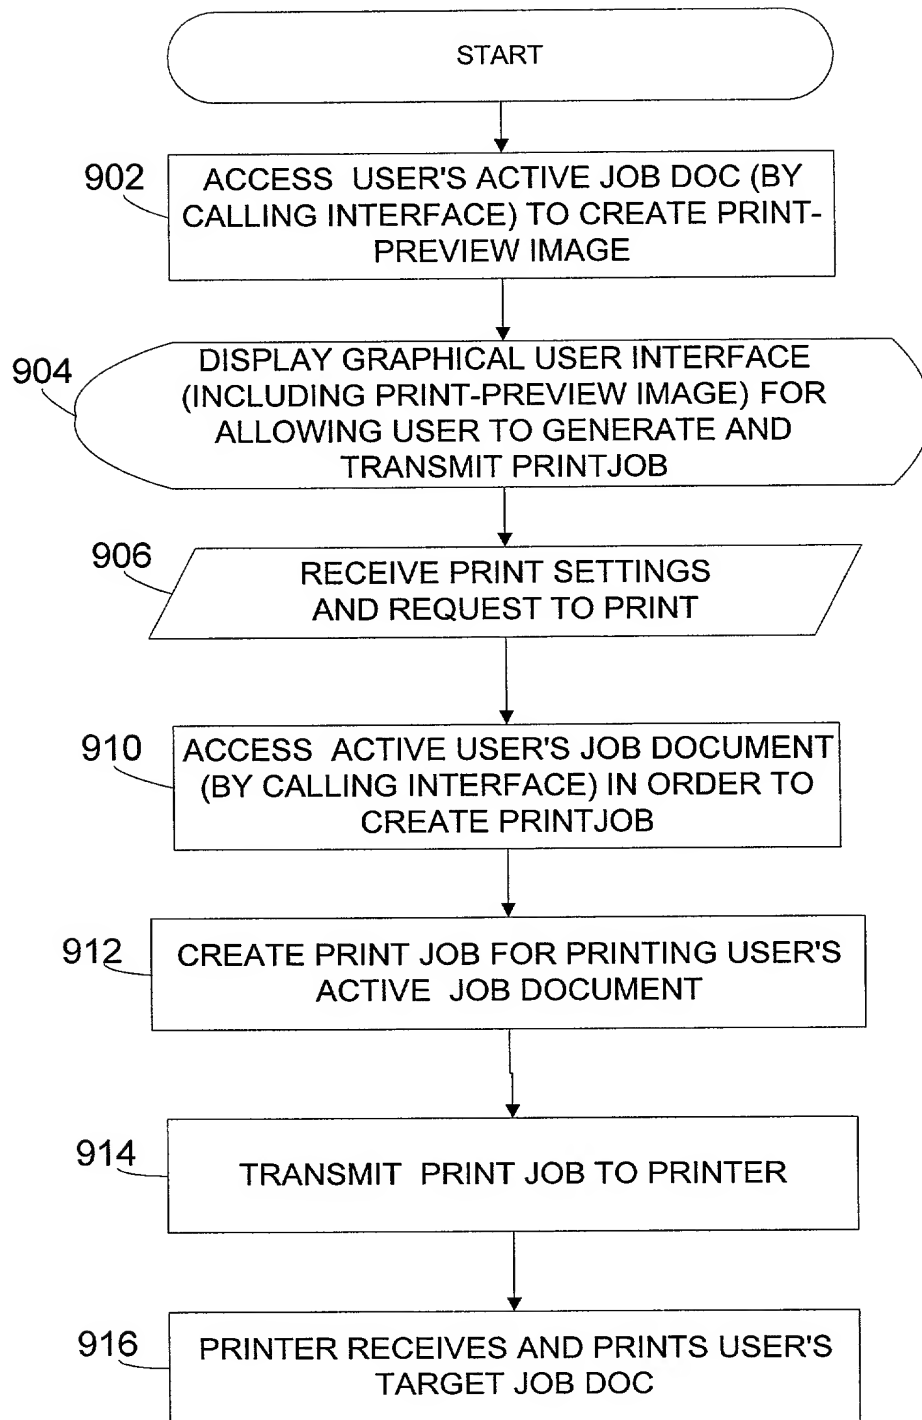 START
902
ACCESS USER'S ACTIVE JOB DOC (BY
CALLING INTERFACE) TO CREATE PRINT-
PREVIEW IMAGE
904
DISPLAY GRAPHICAL USER INTERFACE
(INCLUDING PRINT-PREVIEW IMAGE) FOR
ALLOWING USER TO GENERATE AND
TRANSMIT PRINTJOB
906
RECEIVE PRINT SETTINGS
AND REQUEST TO PRINT
910
ACCESS ACTIVE USER'S JOB DOCUMENT
(BY CALLING INTERFACE) IN ORDER TO
CREATE PRINTJOB
912
CREATE PRINT JOB FOR PRINTING USER'S
ACTIVE JOB DOCUMENT
914
TRANSMIT PRINT JOB TO PRINTER
916
PRINTER RECEIVES AND PRINTS USER'S
TARGET JOB DOC